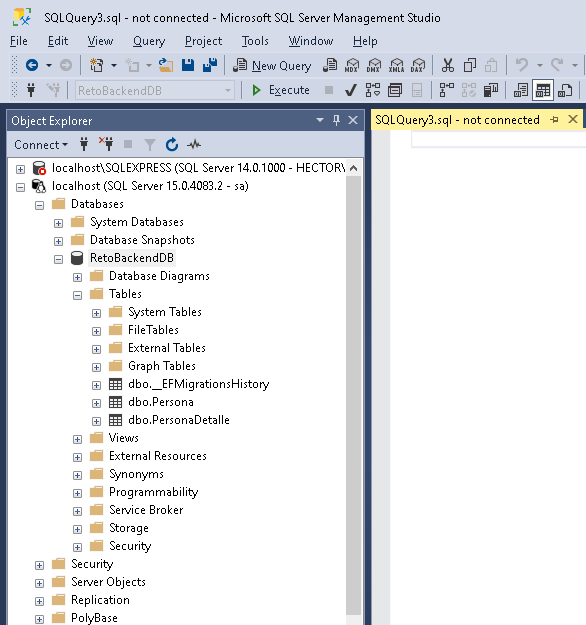 SQLQuery3.sql - not connected - Microsoft SQL Server Management Studio
File Edit View Query Project Tools Window Help
New Query MDX DMX XMLA DAX
RetoBackendDB Execute
Object Explorer
SQLQuery3.sql - not connected
Connect
localhost\SQLEXPRESS (SQL Server 14.0.1000 - HECTOR\
localhost (SQL Server 15.0.4083.2 - sa)
Databases
System Databases
Database Snapshots
RetoBackendDB
Database Diagrams
Tables
System Tables
FileTables
External Tables
Graph Tables
dbo.__EFMigrationsHistory
dbo.Persona
dbo.PersonaDetalle
Views
External Resources
Synonyms
Programmability
Service Broker
Storage
Security
Security
Server Objects
Replication
PolyBase